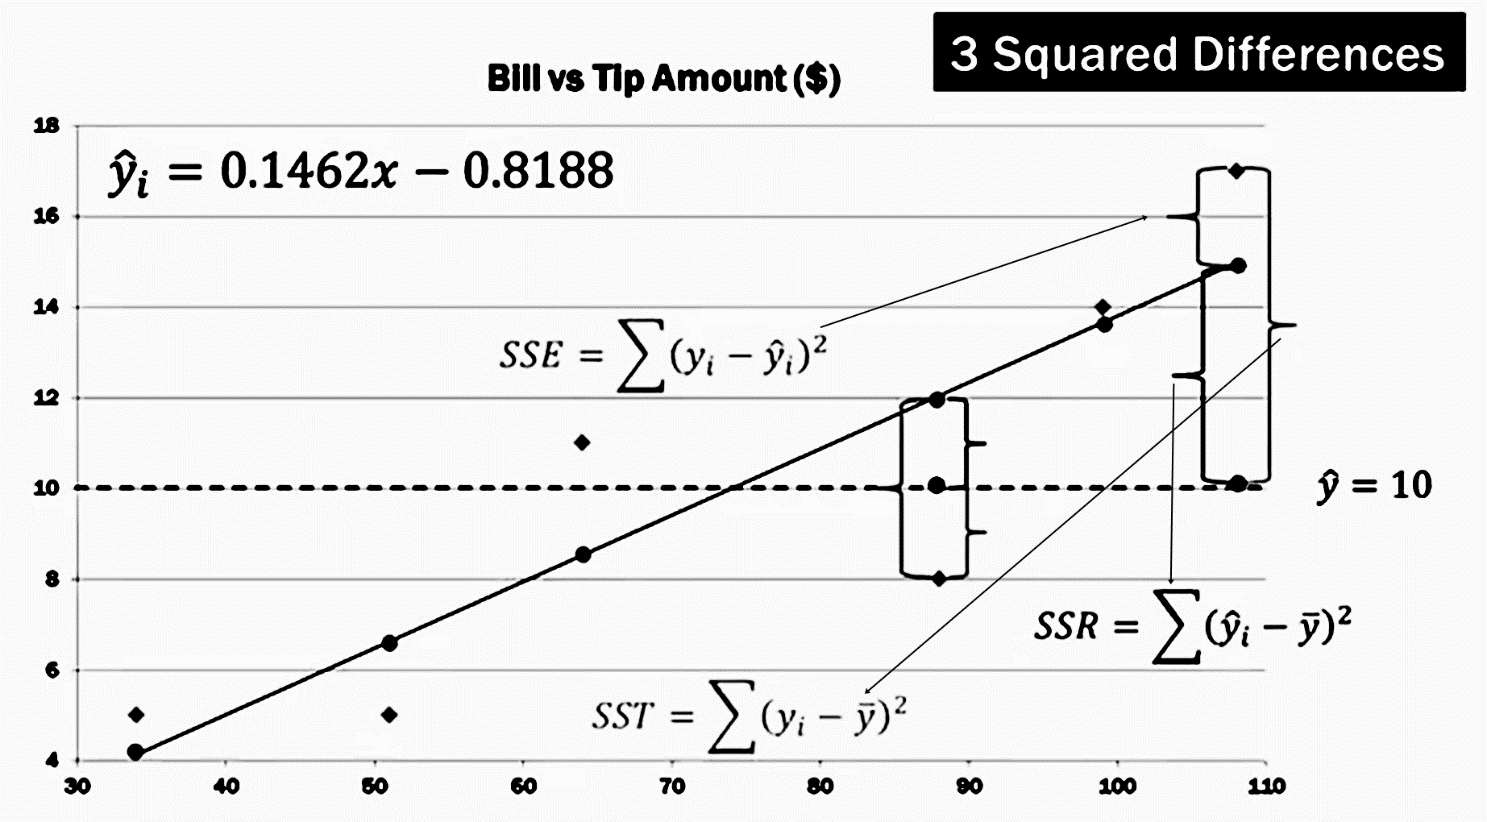 3 Squared Differences
Bill vs Tip Amount ($)
18
ŷᵢ = 0.1462x − 0.8188
16
14
SSE = ∑(yᵢ − ŷᵢ)²
12
10
ŷ = 10
8
SSR = ∑(ŷᵢ − ȳ)²
6
SST = ∑(yᵢ − ȳ)²
4
30 40 50 60 70 80 90 100 110